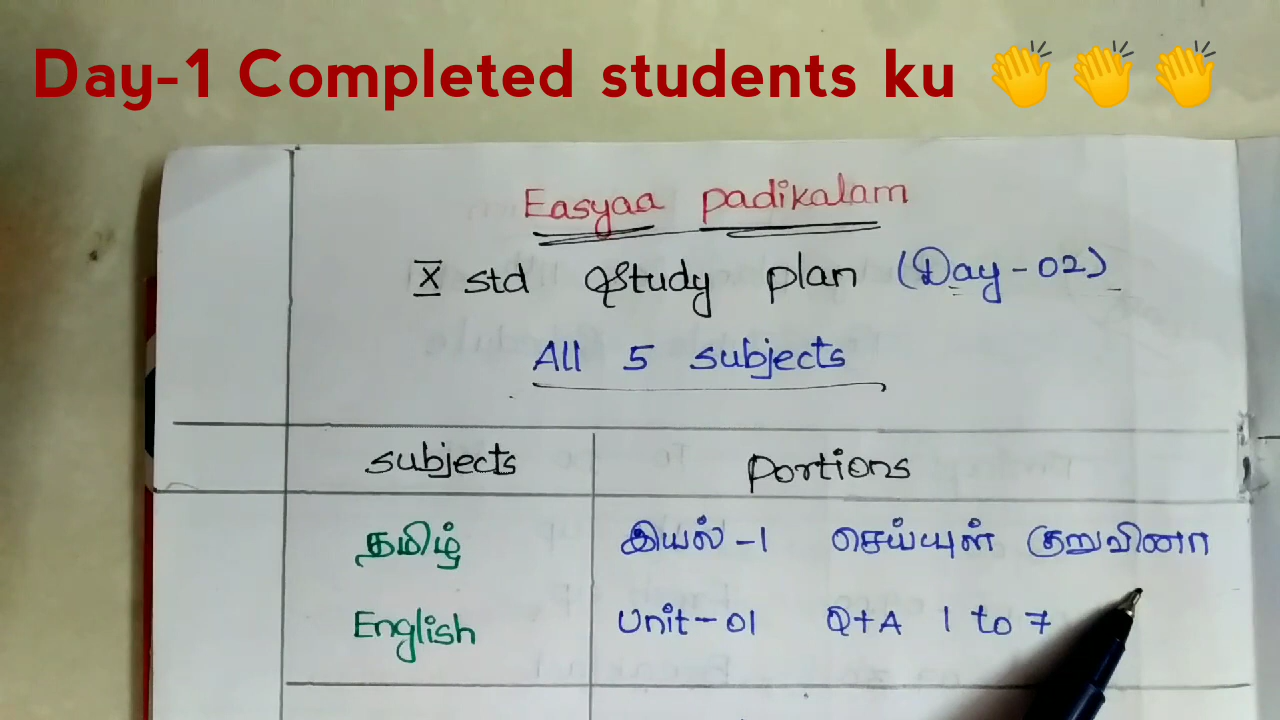 Day-1 Completed students ku 👏 👏 👏
Easyaa padikalam
X std Study plan (Day-02)
All 5 subjects
subjects portions
தமிழ் இயல்-1 செய்யுள் குறுவினா
English Unit-01 Q+A 1 to 7